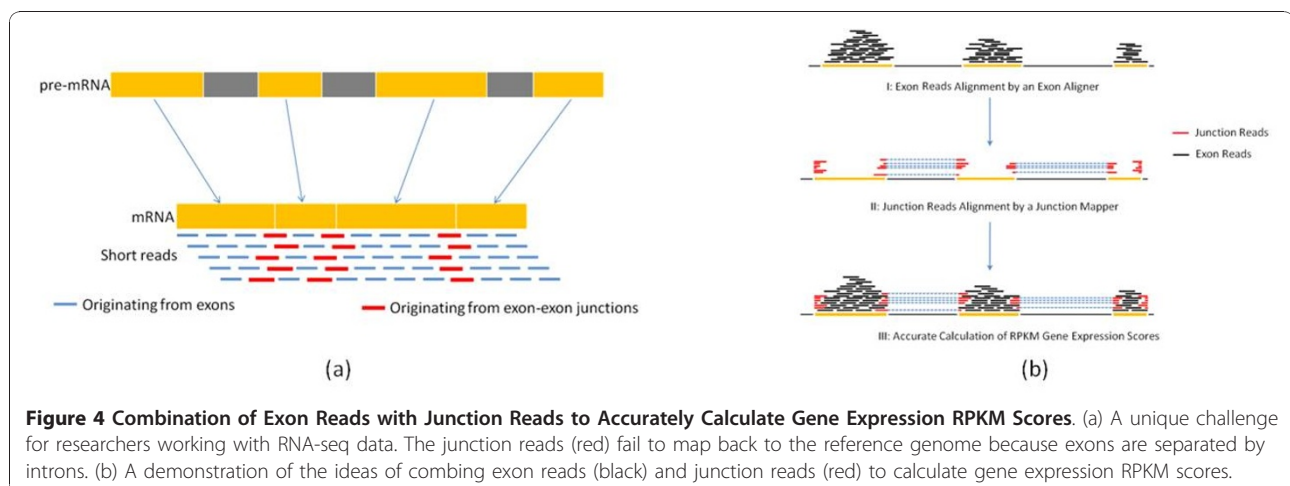 pre-mRNA
mRNA
Short reads
Originating from exons
Originating from exon-exon junctions
(a)
I: Exon Reads Alignment by an Exon Aligner
Junction Reads
Exon Reads
II: Junction Reads Alignment by a Junction Mapper
III: Accurate Calculation of RPKM Gene Expression Scores
(b)
Figure 4 Combination of Exon Reads with Junction Reads to Accurately Calculate Gene Expression RPKM Scores. (a) A unique challenge
for researchers working with RNA-seq data. The junction reads (red) fail to map back to the reference genome because exons are separated by
introns. (b) A demonstration of the ideas of combing exon reads (black) and junction reads (red) to calculate gene expression RPKM scores.